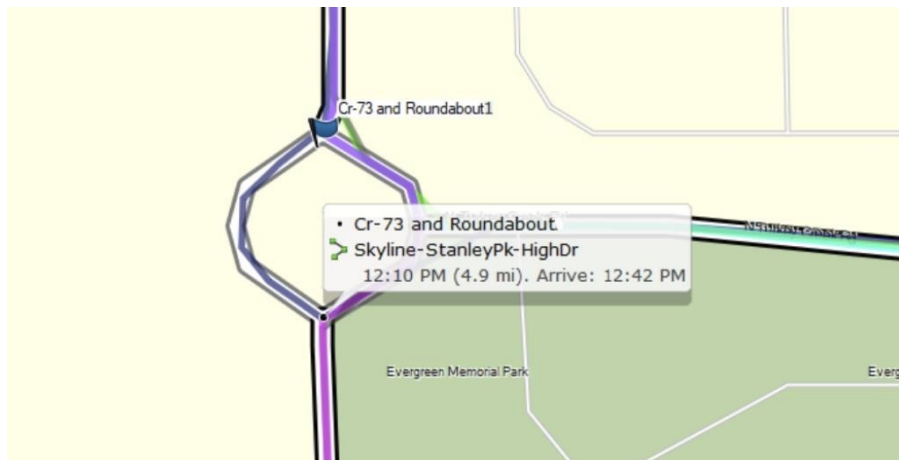 Cr-73 and Roundabout1
Cr-73 and Roundabout.
Skyline-StanleyPk-HighDr
12:10 PM (4.9 mi). Arrive: 12:42 PM
Evergreen Memorial Park
Everg